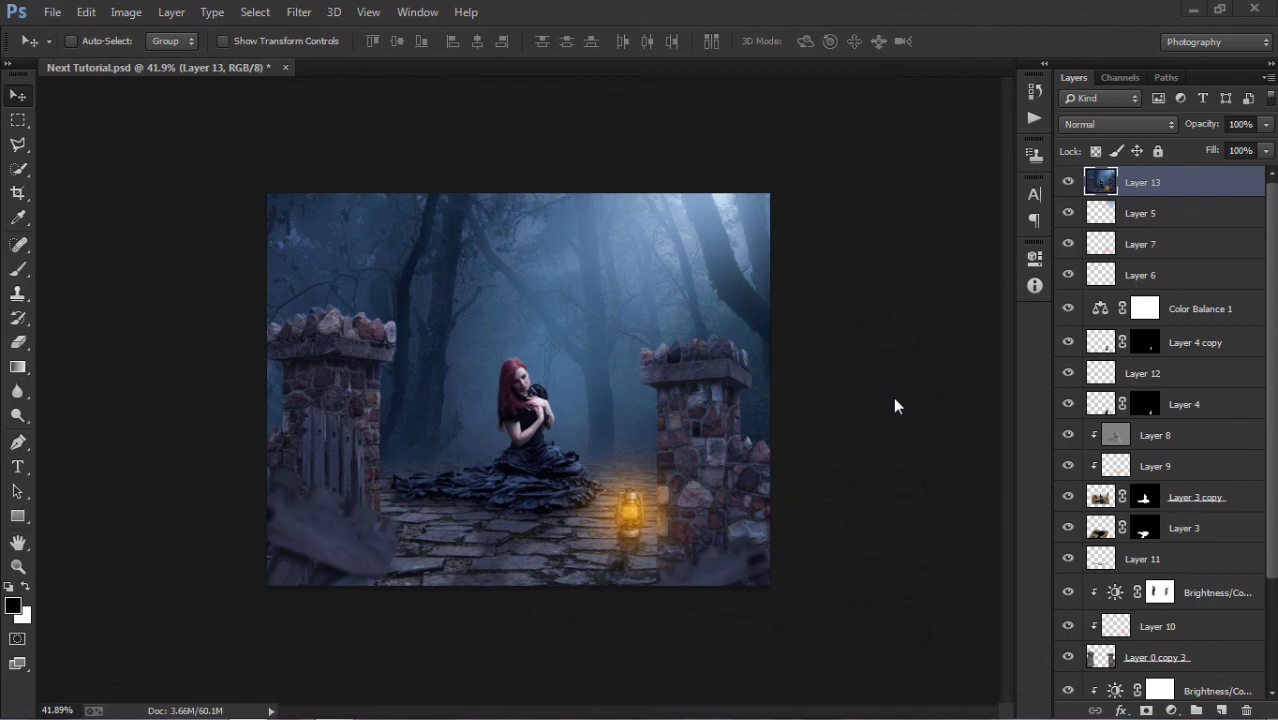 Ps File Edit Image Layer Type Select Filter 3D View Window Help
Auto-Select: Group Show Transform Controls 3D Mode: Photography
Next Tutorial.psd @ 41.9% (Layer 13, RGB/8) *
Layers Channels Paths
Kind
Normal Opacity: 100%
Lock: Fill: 100%
Layer 13
Layer 5
Layer 7
Layer 6
Color Balance 1
Layer 4 copy
Layer 12
Layer 4
Layer 8
Layer 9
Layer 3 copy
Layer 3
Layer 11
Brightness/Co...
Layer 10
Layer 0 copy 3
Brightness/Co...
41.89% Doc: 3.66M/60.1M
fx